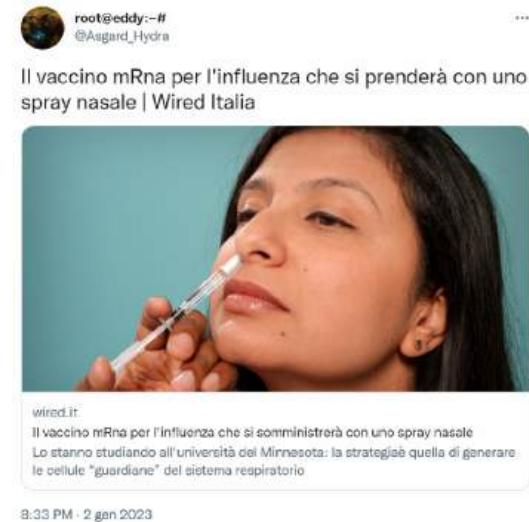 root@eddy:~#
@Asgard_Hydra
Il vaccino mRna per l'influenza che si prenderà con uno
spray nasale | Wired Italia
wired.it
Il vaccino mRna per l'influenza che si somministrerà con uno spray nasale
Lo stanno studiando all'università del Minnesota: la strategiaè quella di generare
le cellule "guardiane" del sistema respiratorio
8:33 PM · 2 gen 2023